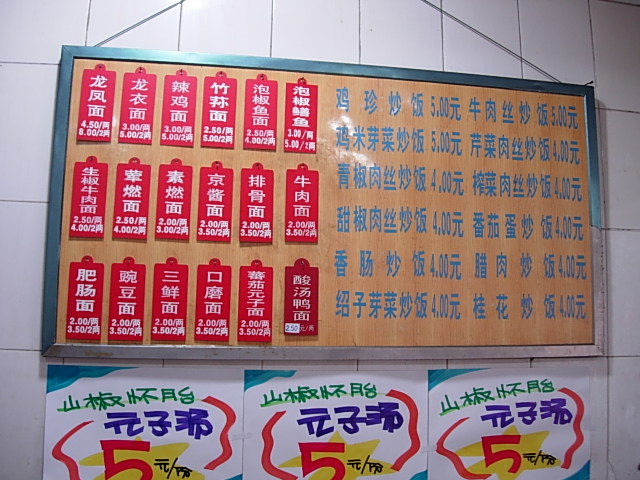 龙凤面
4.50/两
8.00/2两
龙衣面
3.00/两
5.00/2两
辣鸡面
3.00/两
5.00/2两
竹荪面
2.50/两
5.00/2两
泡椒鱼面
2.50/两
4.00/2两
泡椒鳝鱼
3.00/两
5.00/2两
生椒牛肉面
2.50/两
4.00/2两
荤燃面
2.50/两
4.00/2两
素燃面
2.00/两
3.00/2两
京酱面
2.00/两
3.50/2两
排骨面
2.00/两
3.50/2两
牛肉面
2.00/两
3.50/2两
肥肠面
2.00/两
3.50/2两
豌豆面
2.00/两
3.50/2两
三鲜面
2.00/两
3.50/2两
口磨面
2.00/两
3.50/2两
蕃茄元子面
2.00/两
3.50/2两
酸汤鸭面
2.50元/两
鸡珍炒饭5.00元 牛肉丝炒饭5.00元
鸡米芽菜炒饭5.00元 芹菜肉丝炒饭4.00元
青椒肉丝炒饭4.00元 榨菜肉丝炒饭4.00元
甜椒肉丝炒饭4.00元 番茄蛋炒饭4.00元
香肠炒饭4.00元 腊肉炒饭4.00元
绍子芽菜炒饭4.00元 桂花炒饭4.00元
山椒怀胎
元子汤
5元/份
山椒怀胎
元子汤
5元/份
山椒怀胎
元子汤
5元/份